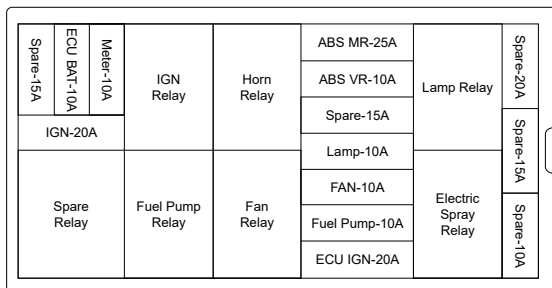 Spare-15A
ECU BAT-10A
Meter-10A
IGN-20A
IGN
Relay
Horn
Relay
ABS MR-25A
ABS VR-10A
Spare-15A
Lamp-10A
FAN-10A
Fuel Pump-10A
ECU IGN-20A
Lamp Relay
Spare-20A
Spare-15A
Spare-10A
Spare
Relay
Fuel Pump
Relay
Fan
Relay
Electric
Spray
Relay